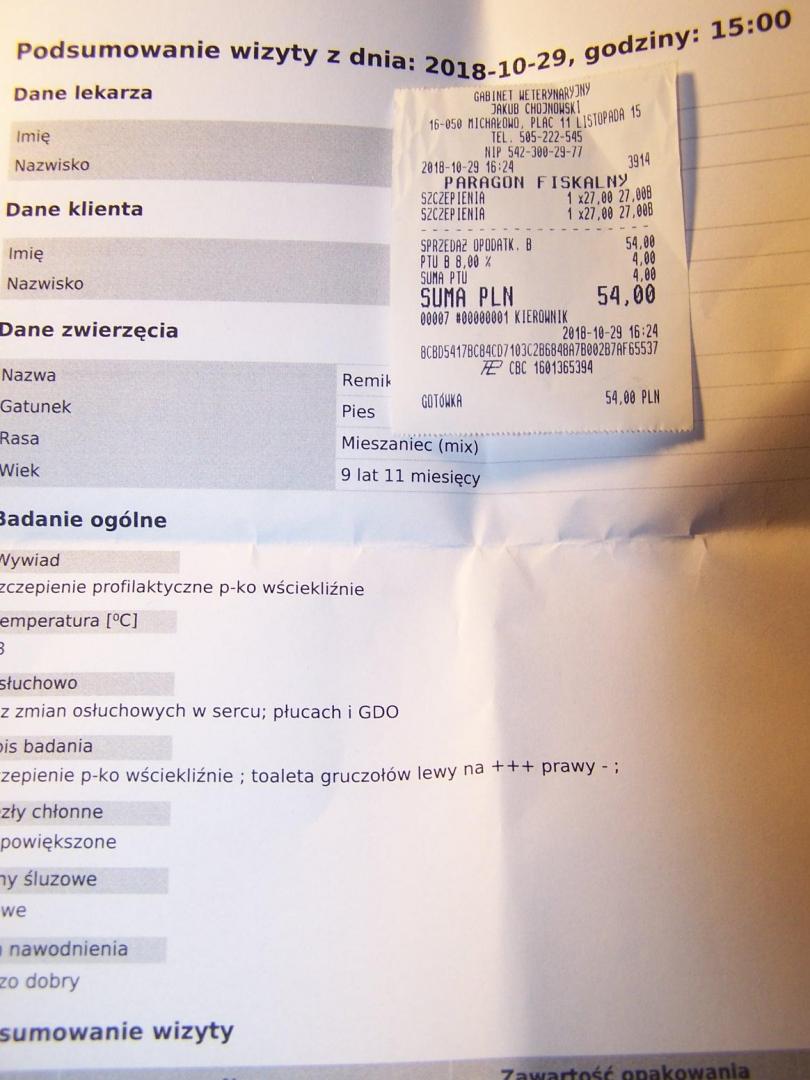 Podsumowanie wizyty z dnia: 2018-10-29, godziny: 15:00
Dane lekarza
Imię
Nazwisko
Dane klienta
Imię
Nazwisko
Dane zwierzęcia
Nazwa Remik
Gatunek Pies
Rasa Mieszaniec (mix)
Wiek 9 lat 11 miesięcy
GABINET WETERYNARYJNY
JAKUB CHOJNOWSKI
16-050 MICHAŁOWO, PLAC 11 LISTOPADA 15
TEL. 505-222-545
NIP 542-300-29-77
2018-10-29 16:24 3914
PARAGON FISKALNY
SZCZEPIENIA 1 x27,00 27,00B
SZCZEPIENIA 1 x27,00 27,00B
SPRZEDAŻ OPODATK. B 54,00
PTU B 8,00 % 4,00
SUMA PTU 4,00
SUMA PLN 54,00
00007 #00000001 KIEROWNIK
2018-10-29 16:24
8CBD5417BC84CD7103C2B6848A7B002B7AF65537
CBC 1601365394
GOTÓWKA 54,00 PLN
Badanie ogólne
Wywiad
zczepienie profilaktyczne p-ko wściekliźnie
emperatura [°C]
słuchowo
z zmian osłuchowych w sercu; płucach i GDO
pis badania
zepienie p-ko wściekliźnie ; toaleta gruczołów lewy na +++ prawy - ;
zły chłonne
powiększone
ny śluzowe
we
nawodnienia
zo dobry
sumowanie wizyty
Zawartość opakowania